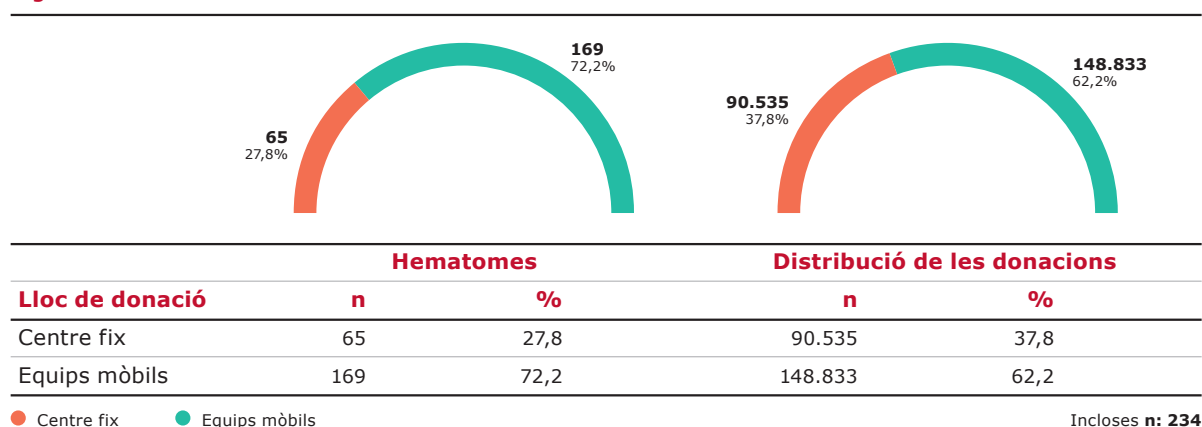 169
72,2%
148.833
62,2%
90.535
37,8%
65
27,8%
Hematomes Distribució de les donacions
Lloc de donació n % n %
Centre fix 65 27,8 90.535 37,8
Equips mòbils 169 72,2 148.833 62,2
Centre fix Equips mòbils Incloses n: 234